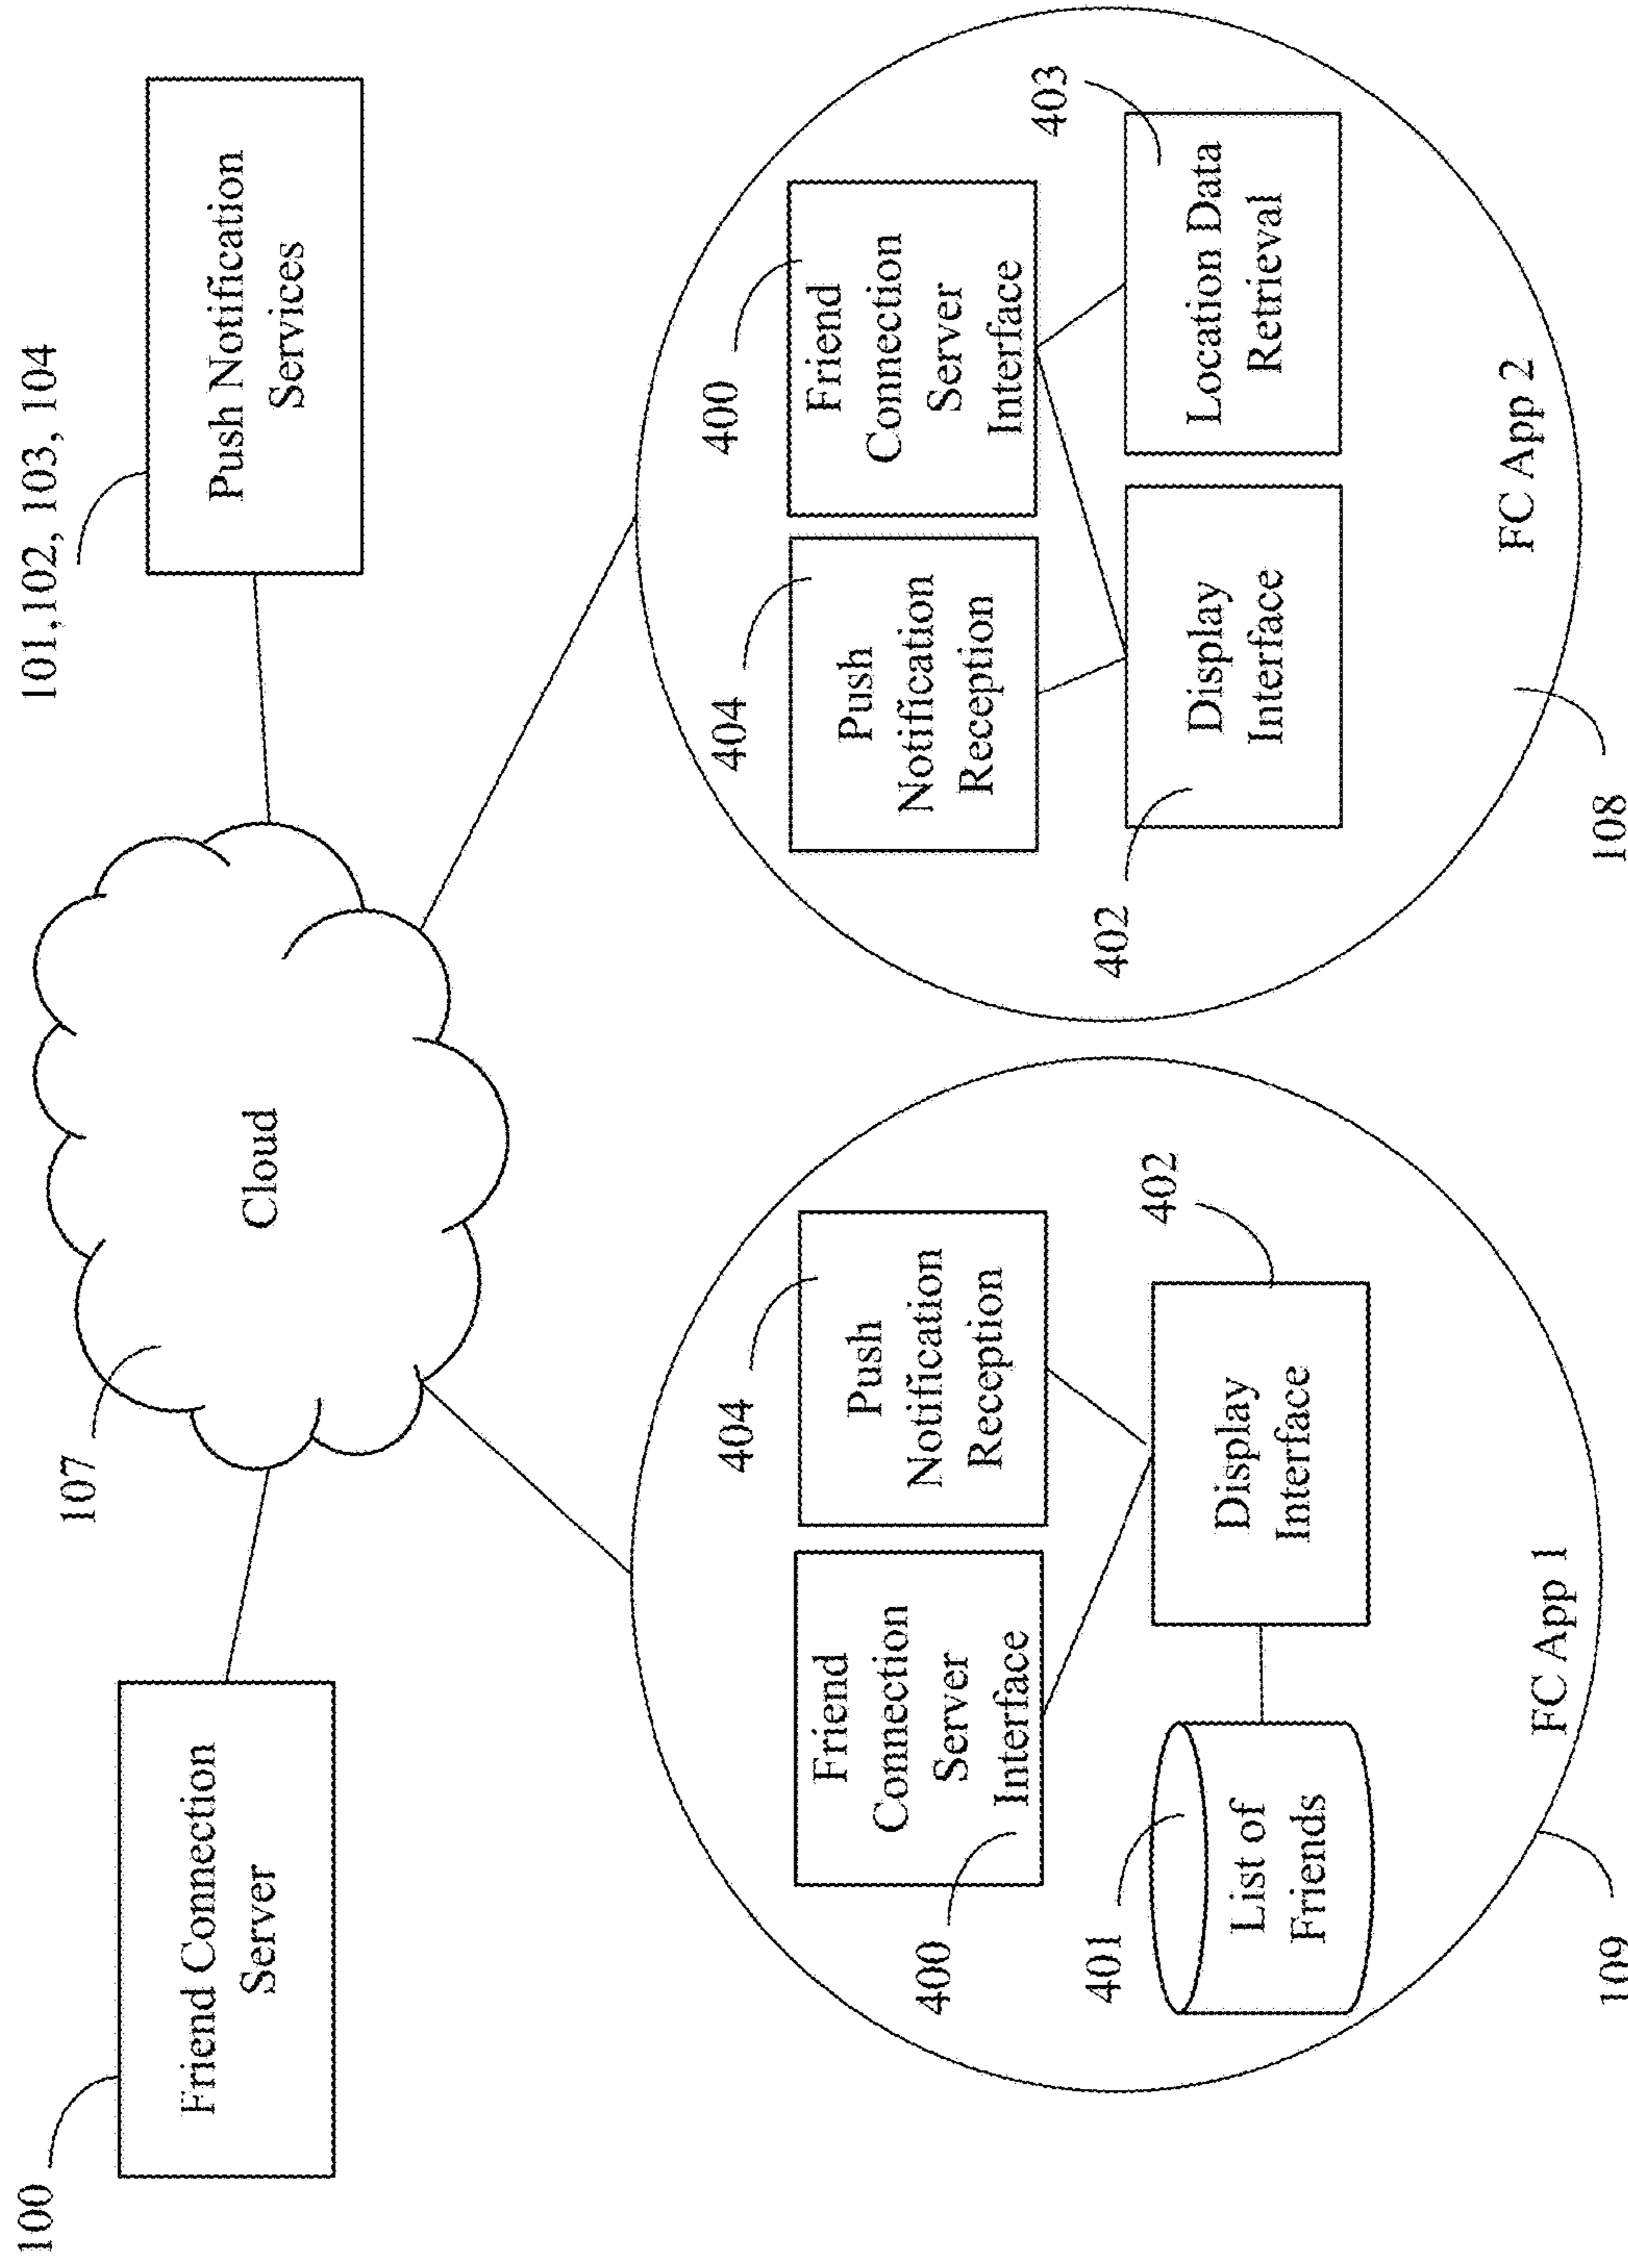 100
Friend Connection
Server
107
Cloud
101,102, 103, 104
Push Notification
Services
400
Friend
Connection
Server
Interface
404
Push
Notification
Reception
401
List of
Friends
402
Display
Interface
FC App 1
109
404
Push
Notification
Reception
400
Friend
Connection
Server
Interface
402
Display
Interface
403
Location Data
Retrieval
FC App 2
108